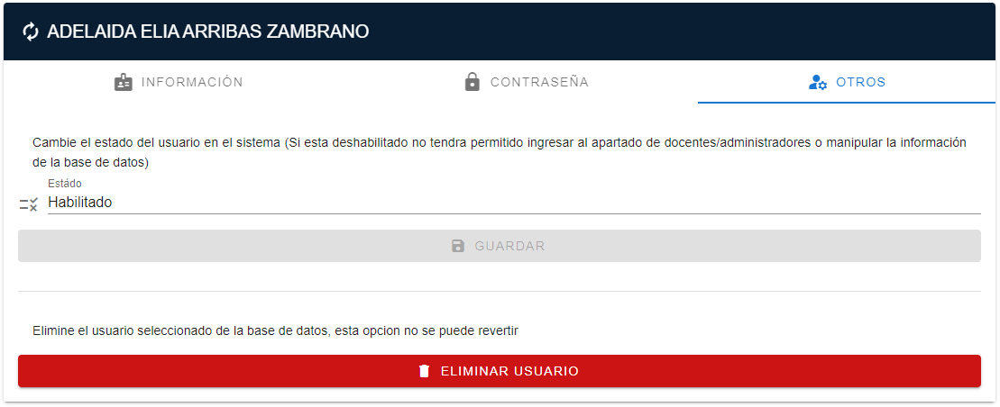 ADELAIDA ELIA ARRIBAS ZAMBRANO
INFORMACIÓN
CONTRASEÑA
OTROS
Cambie el estado del usuario en el sistema (Si esta deshabilitado no tendra permitido ingresar al apartado de docentes/administradores o manipular la información
de la base de datos)
Estádo
Habilitado
GUARDAR
Elimine el usuario seleccionado de la base de datos, esta opcion no se puede revertir
ELIMINAR USUARIO